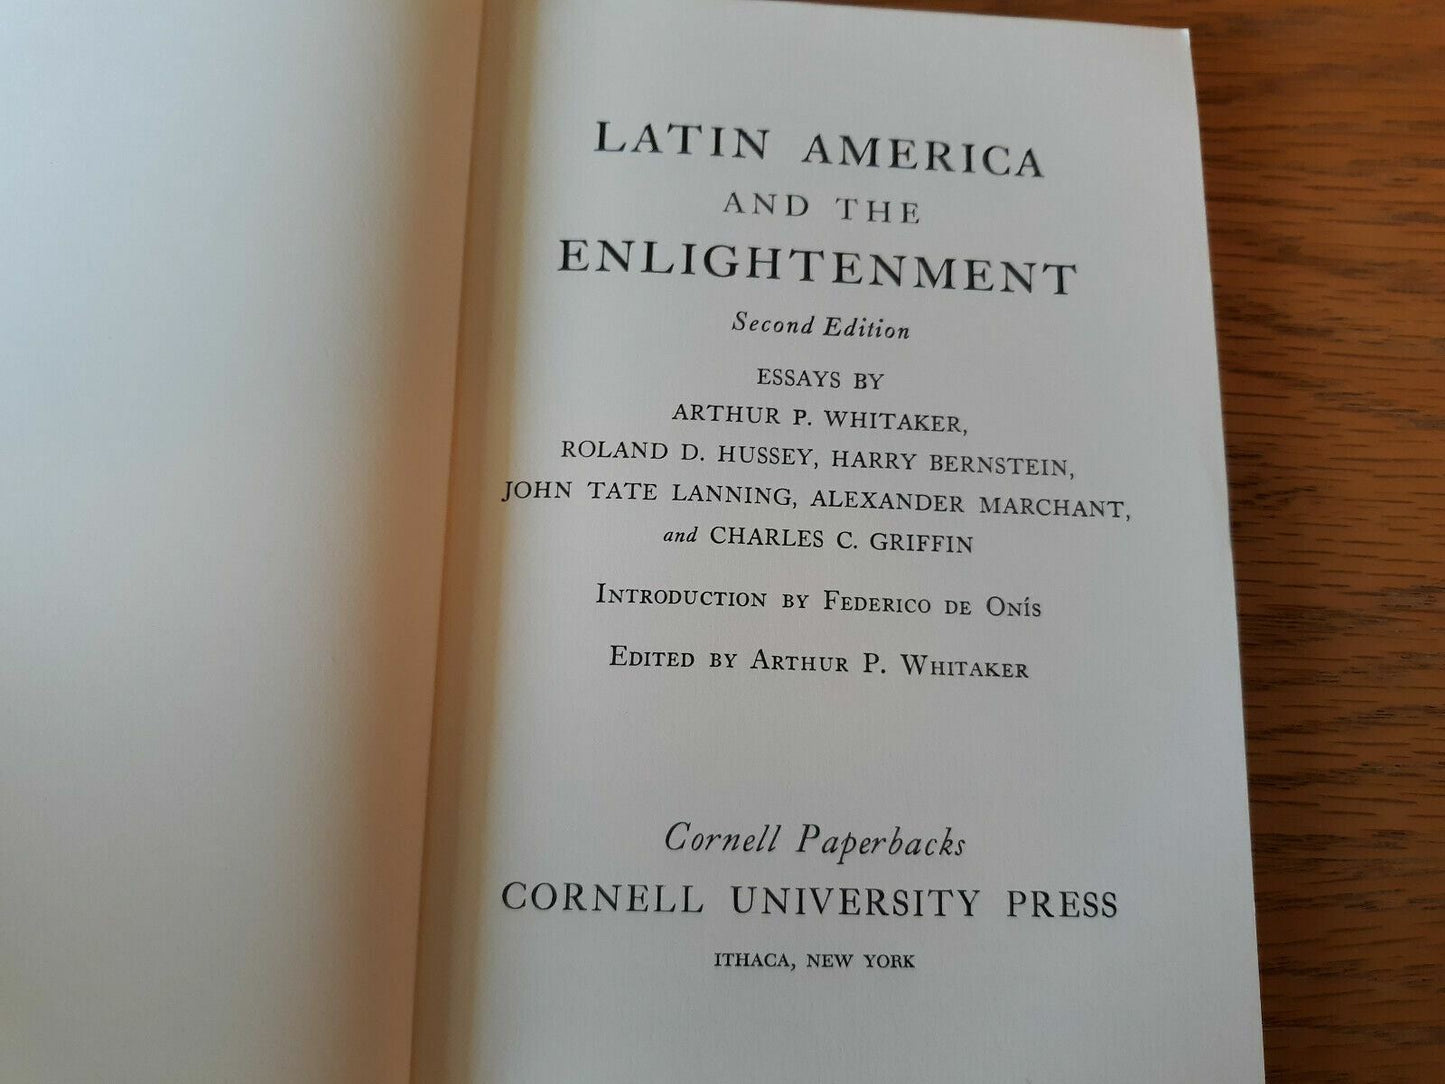 LATIN AMERICA
AND THE
ENLIGHTENMENT
Second Edition
ESSAYS BY
ARTHUR P. WHITAKER,
ROLAND D. HUSSEY, HARRY BERNSTEIN,
JOHN TATE LANNING, ALEXANDER MARCHANT,
and CHARLES C. GRIFFIN
INTRODUCTION BY FEDERICO DE ONÍS
EDITED BY ARTHUR P. WHITAKER
Cornell Paperbacks
CORNELL UNIVERSITY PRESS
ITHACA, NEW YORK